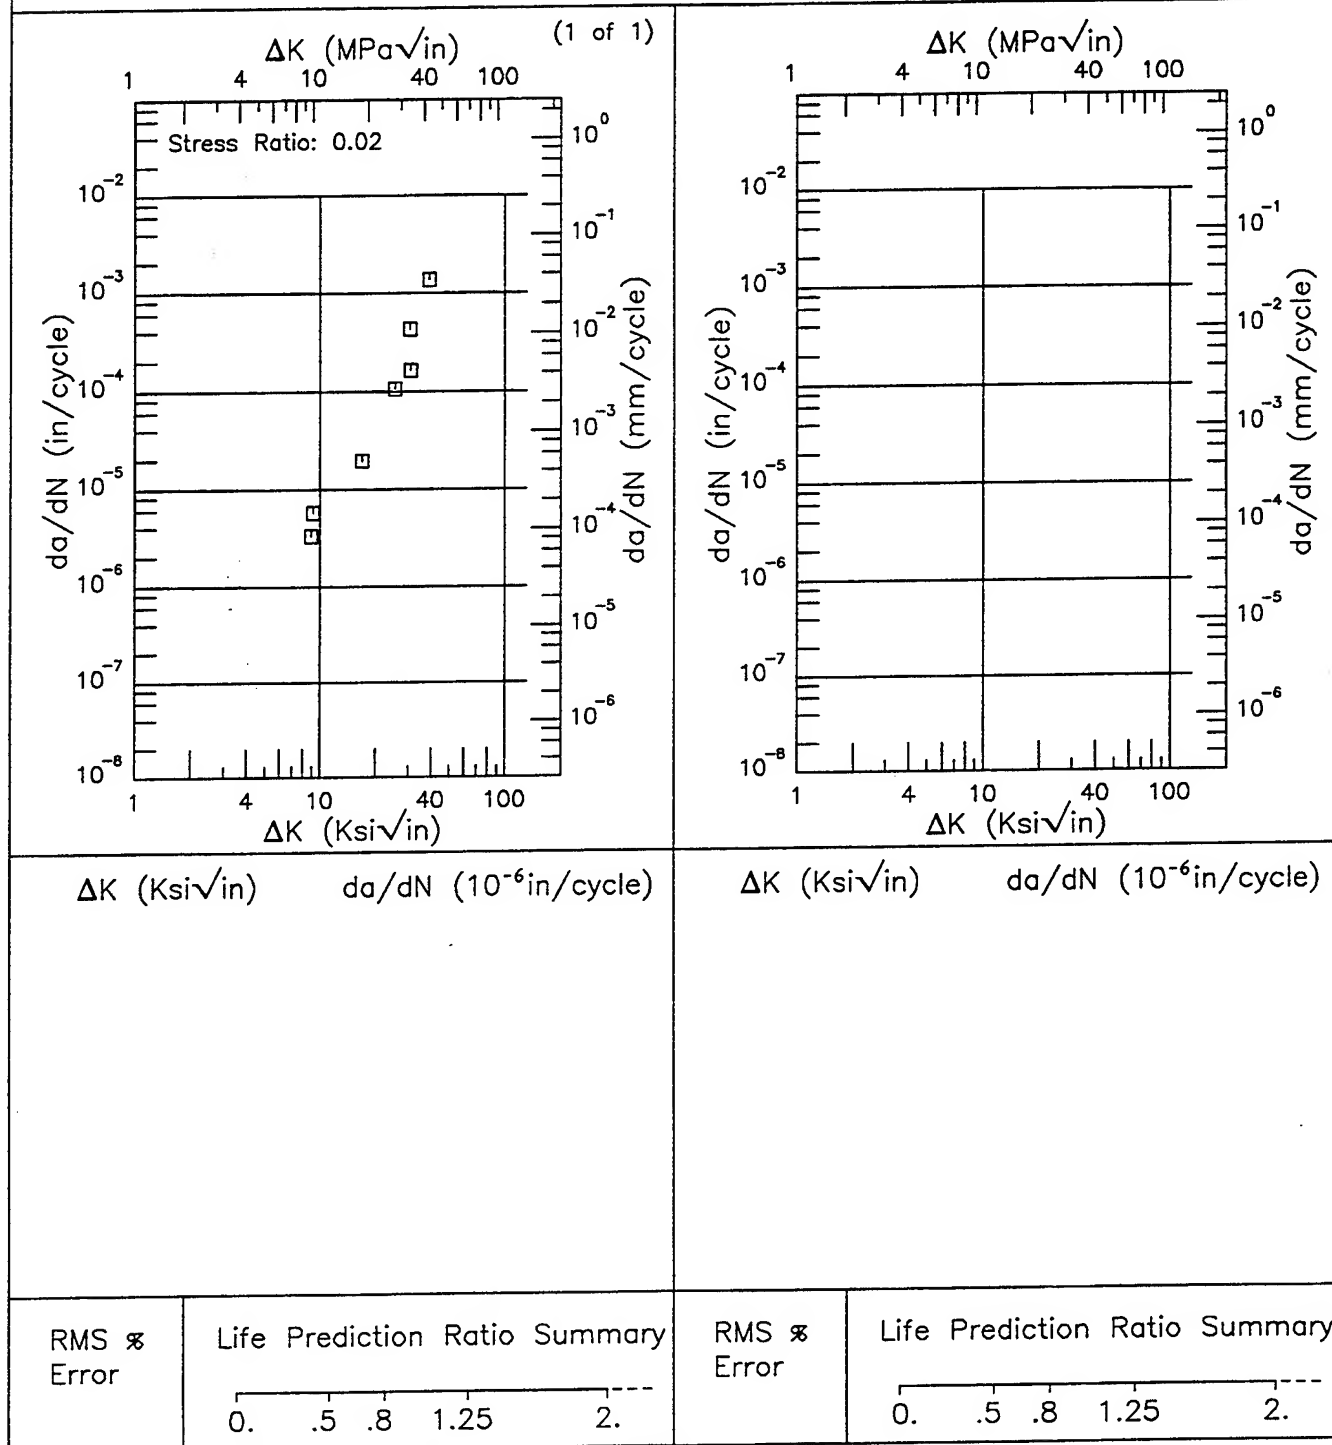 (1 of 1)
ΔK (MPa√in)
1 4 10 40 100
Stress Ratio: 0.02
10⁻²
10⁻³
10⁻⁴
10⁻⁵
10⁻⁶
10⁻⁷
10⁻⁸
da/dN (in/cycle)
10⁰
10⁻¹
10⁻²
10⁻³
10⁻⁴
10⁻⁵
10⁻⁶
da/dN (mm/cycle)
1 4 10 40 100
ΔK (Ksi√in)
ΔK (MPa√in)
1 4 10 40 100
10⁻²
10⁻³
10⁻⁴
10⁻⁵
10⁻⁶
10⁻⁷
10⁻⁸
da/dN (in/cycle)
10⁰
10⁻¹
10⁻²
10⁻³
10⁻⁴
10⁻⁵
10⁻�6
da/dN (mm/cycle)
1 4 10 40 100
ΔK (Ksi√in)
ΔK (Ksi√in) da/dN (10⁻⁶in/cycle)
ΔK (Ksi√in) da/dN (10⁻⁶in/cycle)
RMS %
Error
Life Prediction Ratio Summary
0. .5 .8 1.25 2.
RMS %
Error
Life Prediction Ratio Summary
0. .5 .8 1.25 2.